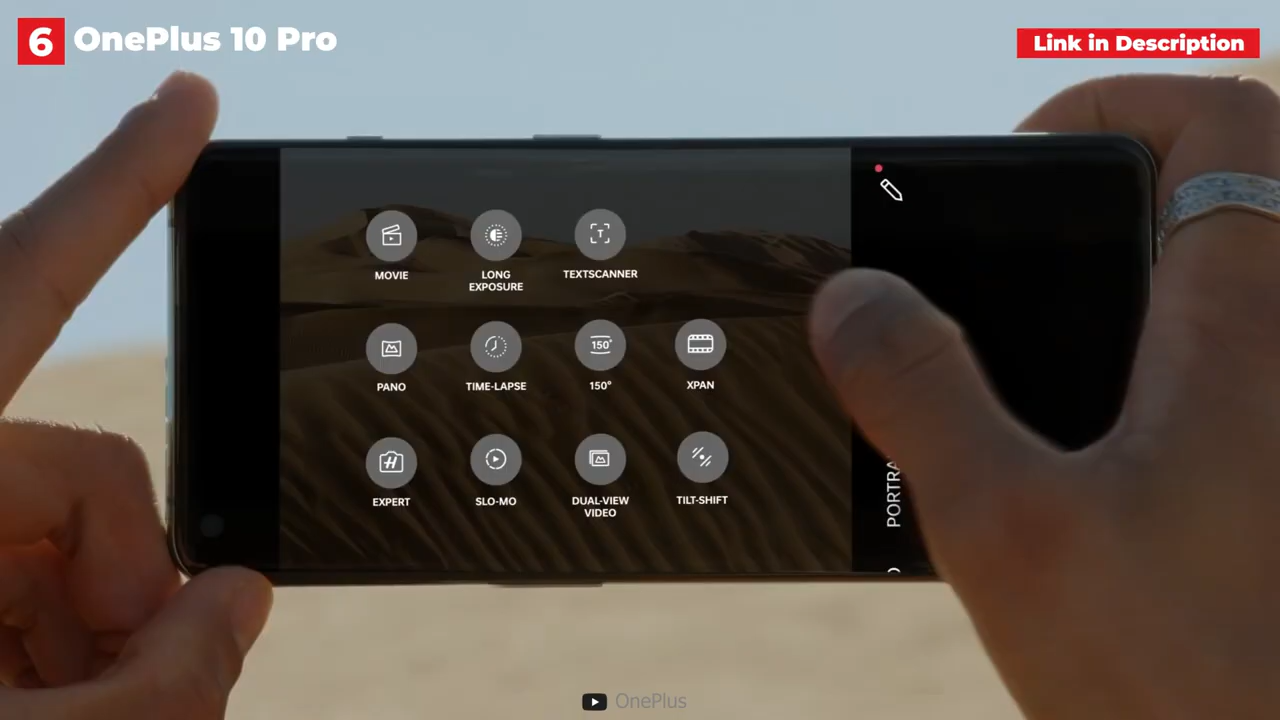 6 OnePlus 10 Pro
Link in Description
MOVIE
LONG
EXPOSURE
T
TEXTSCANNER
PANO
TIME-LAPSE
150°
150°
XPAN
H
EXPERT
SLO-MO
DUAL-VIEW
VIDEO
TILT-SHIFT
OnePlus